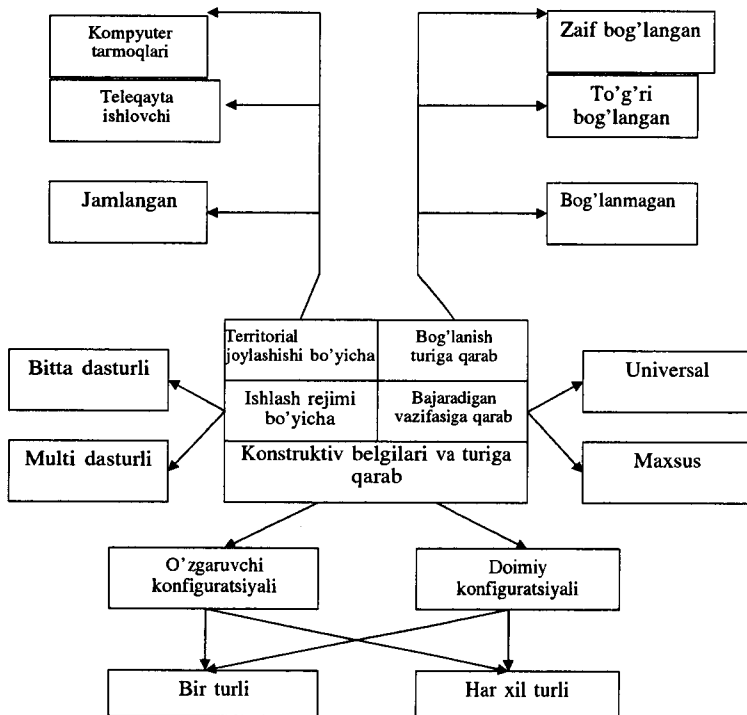 Kompyuter
tarmoqlari
Zaif bog'langan
Teleqayta
ishlovchi
To'g'ri
bog'langan
Jamlangan
Bog'lanmagan
Territorial
joylashishi bo'yicha
Bog'lanish
turiga qarab
Bitta dasturli
Universal
Ishlash rejimi
bo'yicha
Bajaradigan
vazifasiga qarab
Multi dasturli
Maxsus
Konstruktiv belgilari va turiga
qarab
O'zgaruvchi
konfiguratsiyali
Doimiy
konfiguratsiyali
Bir turli
Har xil turli